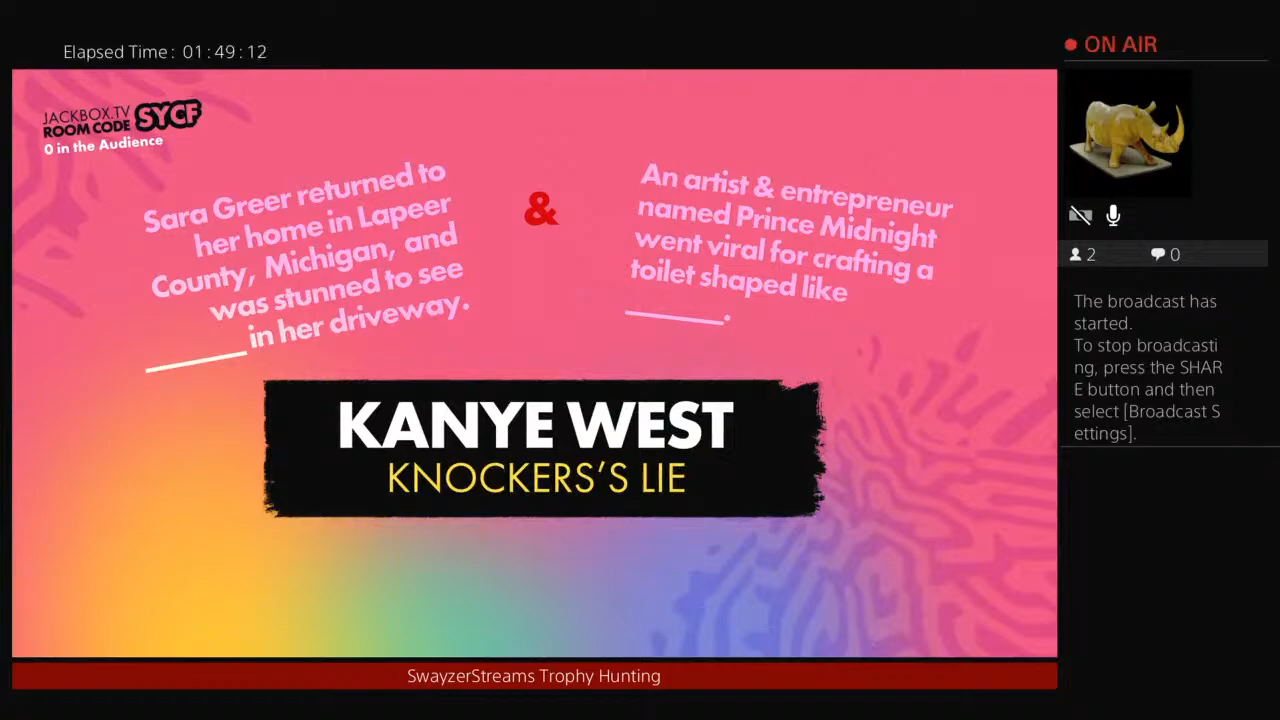 Elapsed Time: 01:49:12
ON AIR
JACKBOX.TV
ROOM CODE SYCF
0 in the Audience
Sara Greer returned to
her home in Lapeer
County, Michigan, and
was stunned to see
______ in her driveway.
&
An artist & entrepreneur
named Prince Midnight
went viral for crafting a
toilet shaped like
______.
KANYE WEST
KNOCKERS'S LIE
2
0
The broadcast has
started.
To stop broadcasti
ng, press the SHAR
E button and then
select [Broadcast S
ettings].
SwayzerStreams Trophy Hunting